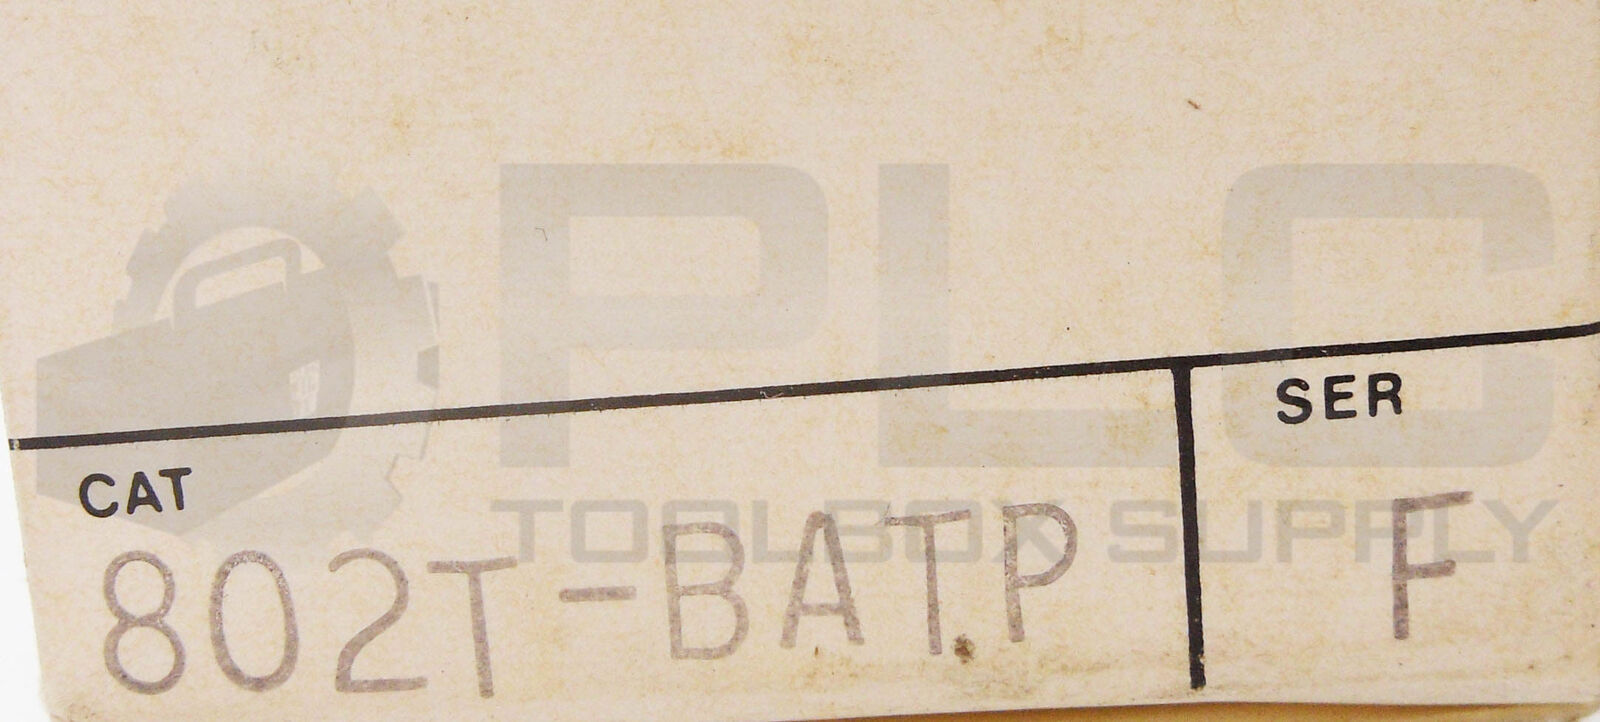 PLC
TOOLBOX SUPPLY
CAT
SER
802T-BATP
F